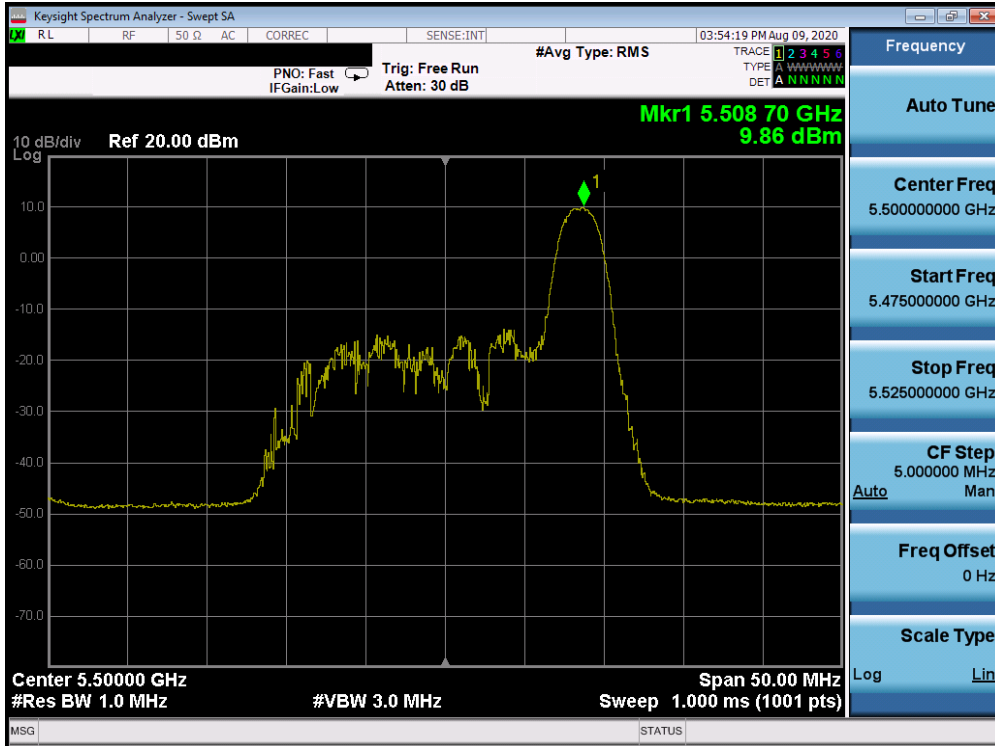 Keysight Spectrum Analyzer - Swept SA
LXI RL RF 50 Ω AC CORREC SENSE:INT 03:54:19 PM Aug 09, 2020
#Avg Type: RMS
TRACE 1 2 3 4 5 6
TYPE A WWWWW
DET A N N N N N
PNO: Fast Trig: Free Run
IFGain:Low Atten: 30 dB
Mkr1 5.508 70 GHz
9.86 dBm
10 dB/div Ref 20.00 dBm
Log
1
10.0
0.00
-10.0
-20.0
-30.0
-40.0
-50.0
-60.0
-70.0
Center 5.50000 GHz Span 50.00 MHz
#Res BW 1.0 MHz #VBW 3.0 MHz Sweep 1.000 ms (1001 pts)
MSG STATUS
Frequency
Auto Tune
Center Freq
5.500000000 GHz
Start Freq
5.475000000 GHz
Stop Freq
5.525000000 GHz
CF Step
5.000000 MHz
Auto Man
Freq Offset
0 Hz
Scale Type
Log Lin